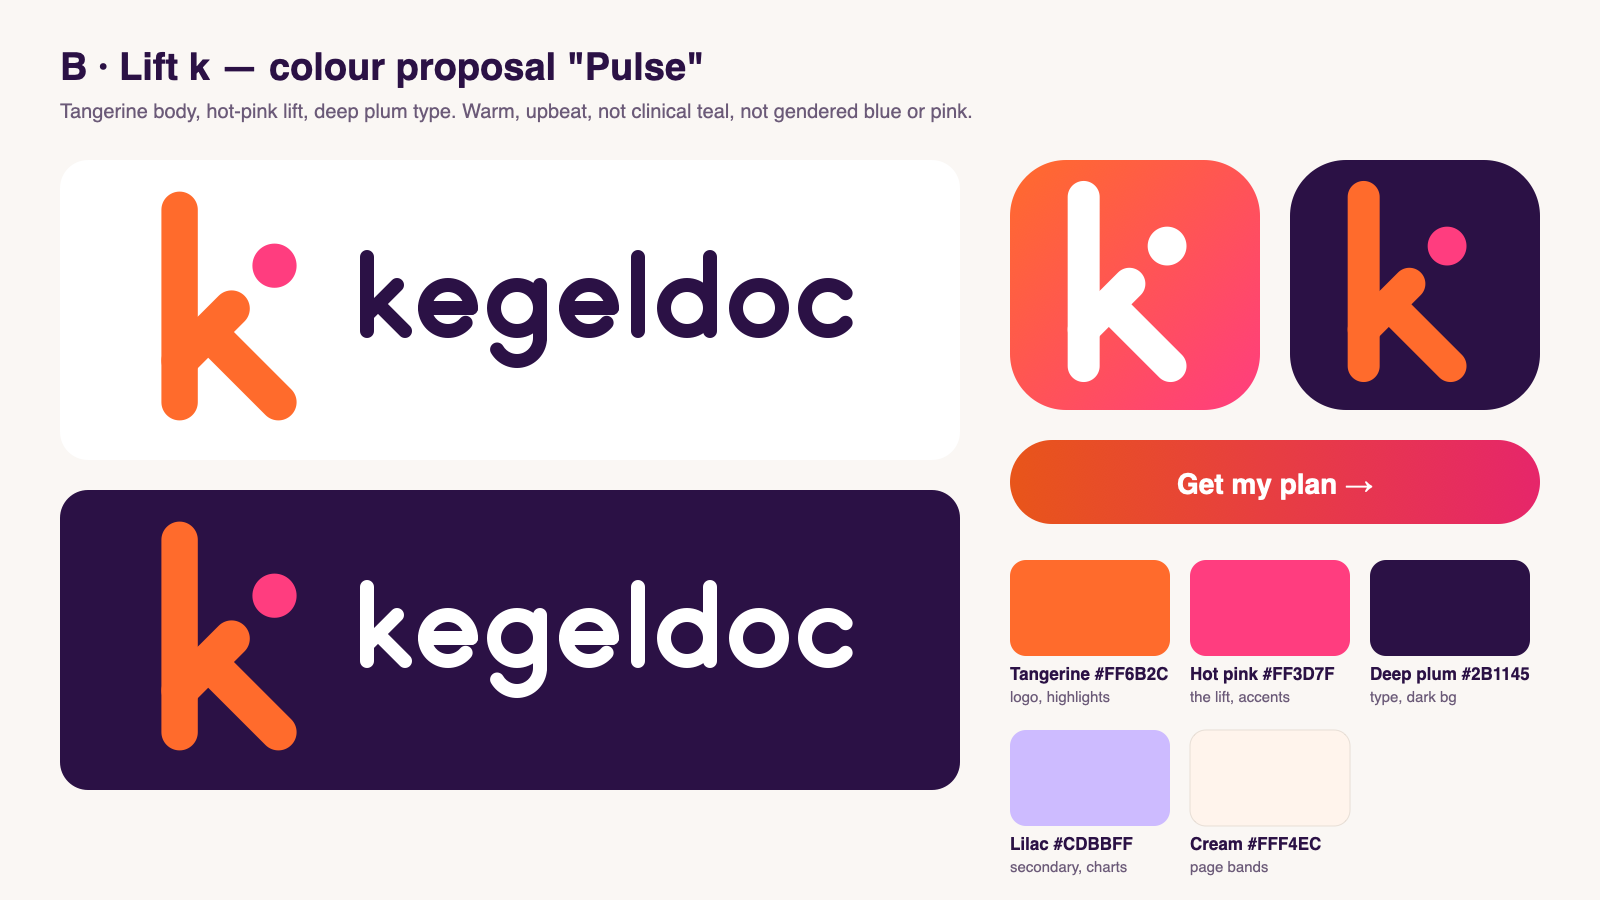 B · Lift k — colour proposal "Pulse"
Tangerine body, hot-pink lift, deep plum type. Warm, upbeat, not clinical teal, not gendered blue or pink.
k kegeldoc
k k
Get my plan →
k kegeldoc
Tangerine #FF6B2C
logo, highlights
Hot pink #FF3D7F
the lift, accents
Deep plum #2B1145
type, dark bg
Lilac #CDBBFF
secondary, charts
Cream #FFF4EC
page bands